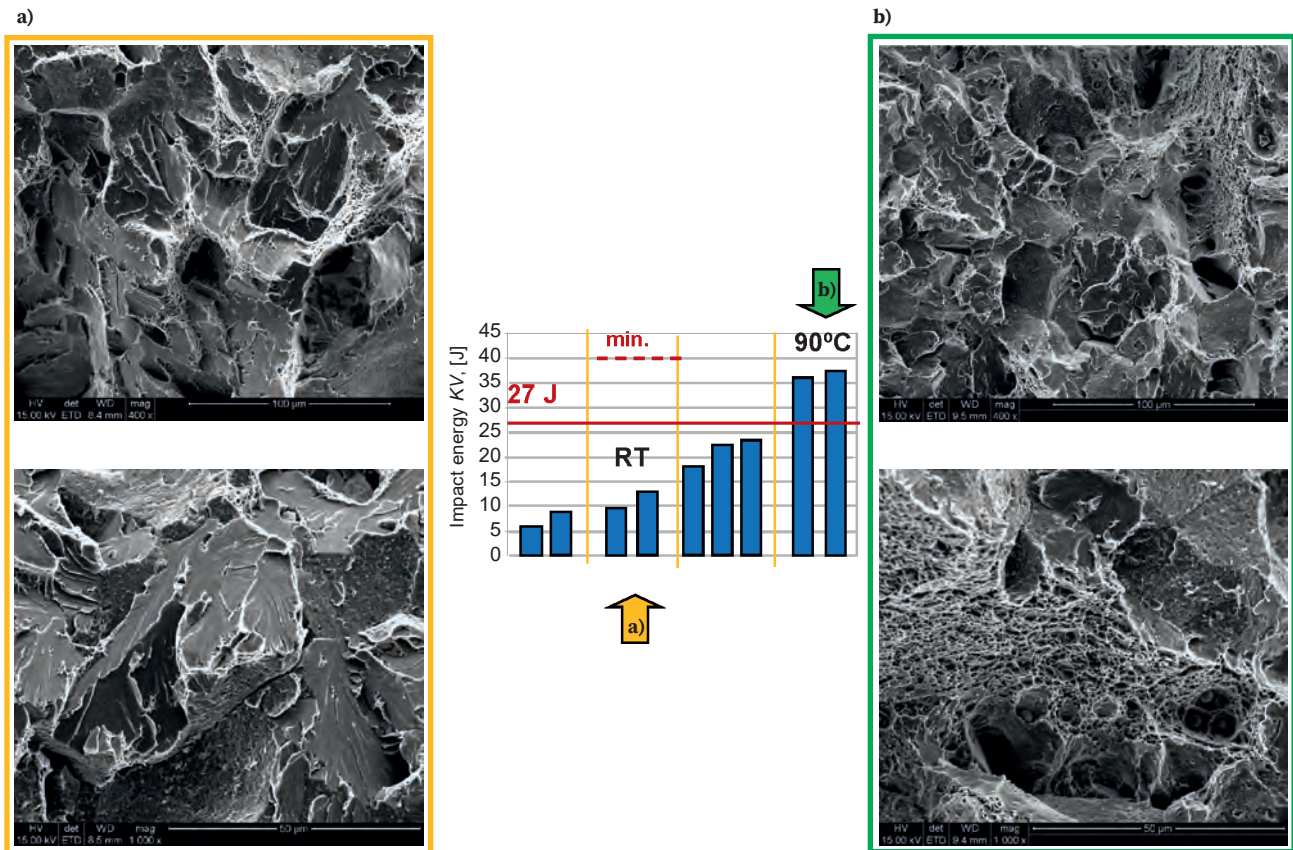 a)
HV det WD mag
15.00 kV ETD 8.4 mm 400 x
100 µm
HV det WD mag
15.00 kV ETD 8.5 mm 1 000 x
50 µm
b)
Impact energy KV, [J]
45
40
35
30
25
20
15
10
5
0
min.
27 J
RT
90ºC
a)
b)
HV det WD mag
15.00 kV ETD 9.5 mm 400 x
100 µm
HV det WD mag
15.00 kV ETD 9.4 mm 1 000 x
50 µm